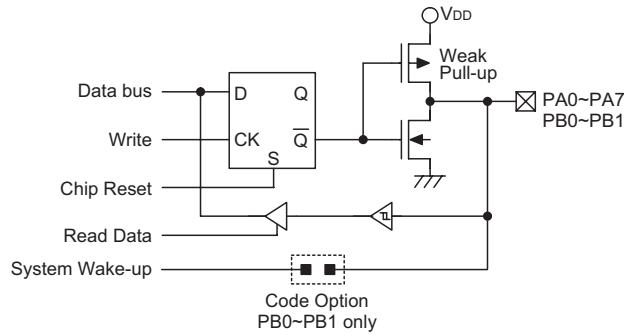 VDD
Weak
Pull-up
Data bus
D
Q
PA0~PA7
PB0~PB1
Write
CK
Q
S
Chip Reset
Read Data
System Wake-up
Code Option
PB0~PB1 only